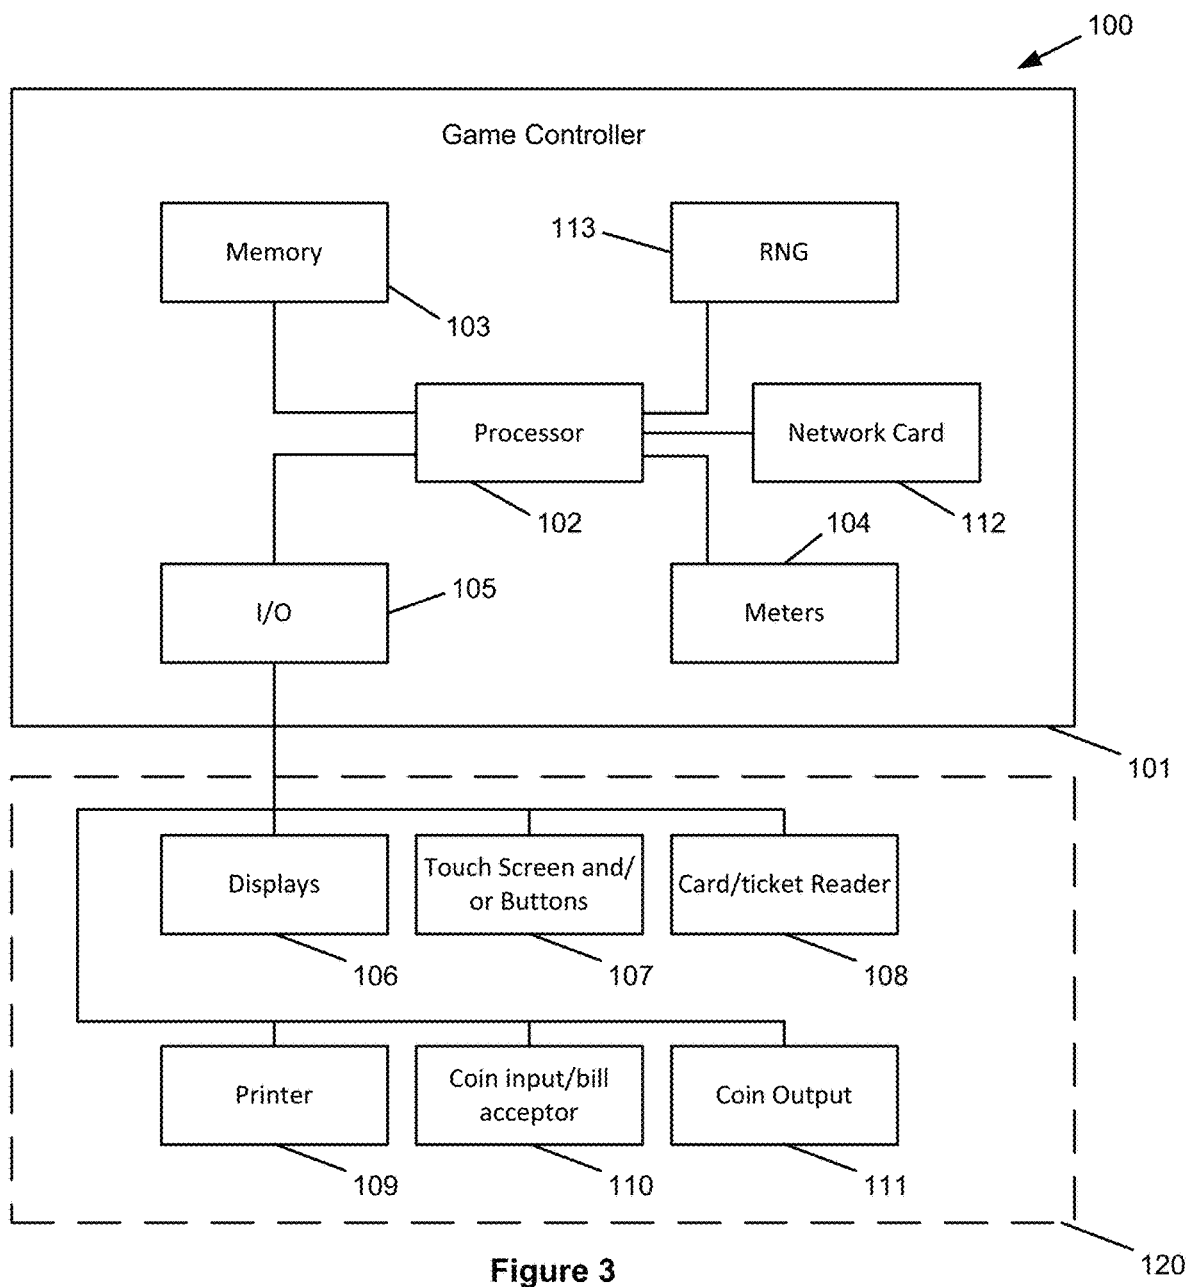 100
Game Controller
Memory
113
RNG
103
Processor
Network Card
102
104
112
105
I/O
Meters
101
Displays
Touch Screen and/
or Buttons
Card/ticket Reader
106
107
108
Printer
Coin input/bill
acceptor
Coin Output
109
110
111
120
Figure 3